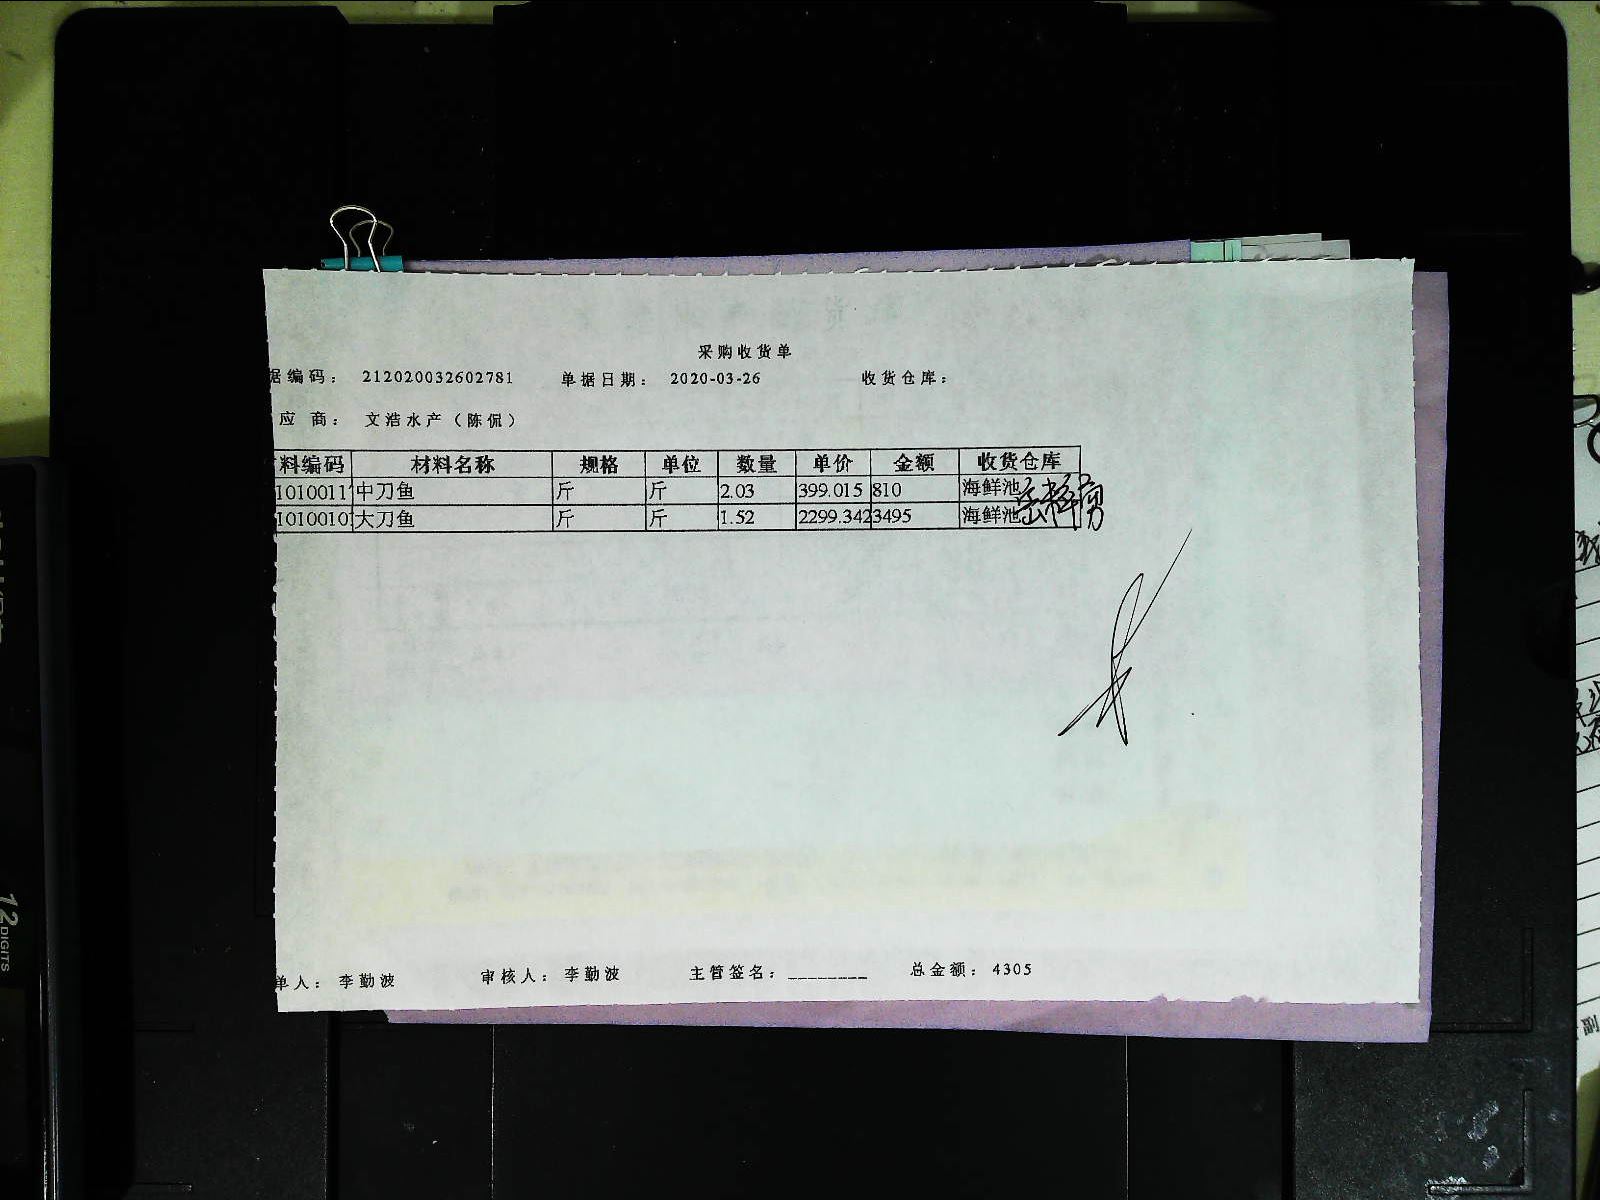 采购收货单
据编码： 212020032602781 单据日期： 2020-03-26 收货仓库：
应商： 文浩水产（陈侃）
料编码 材料名称 规格 单位 数量 单价 金额 收货仓库
1010011 中刀鱼 斤 斤 2.03 399.015 810 海鲜池
1010010 大刀鱼 斤 斤 1.52 2299.342 3495 海鲜池
单人： 李勤波 审核人： 李勤波 主管签名：________ 总金额： 4305
12 DIGITS